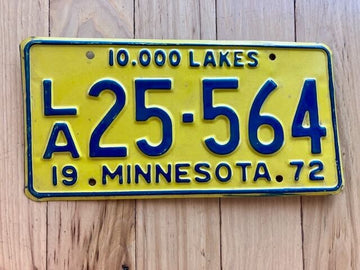 10.000 LAKES
LA 25-564
19. MINNESOTA. 72